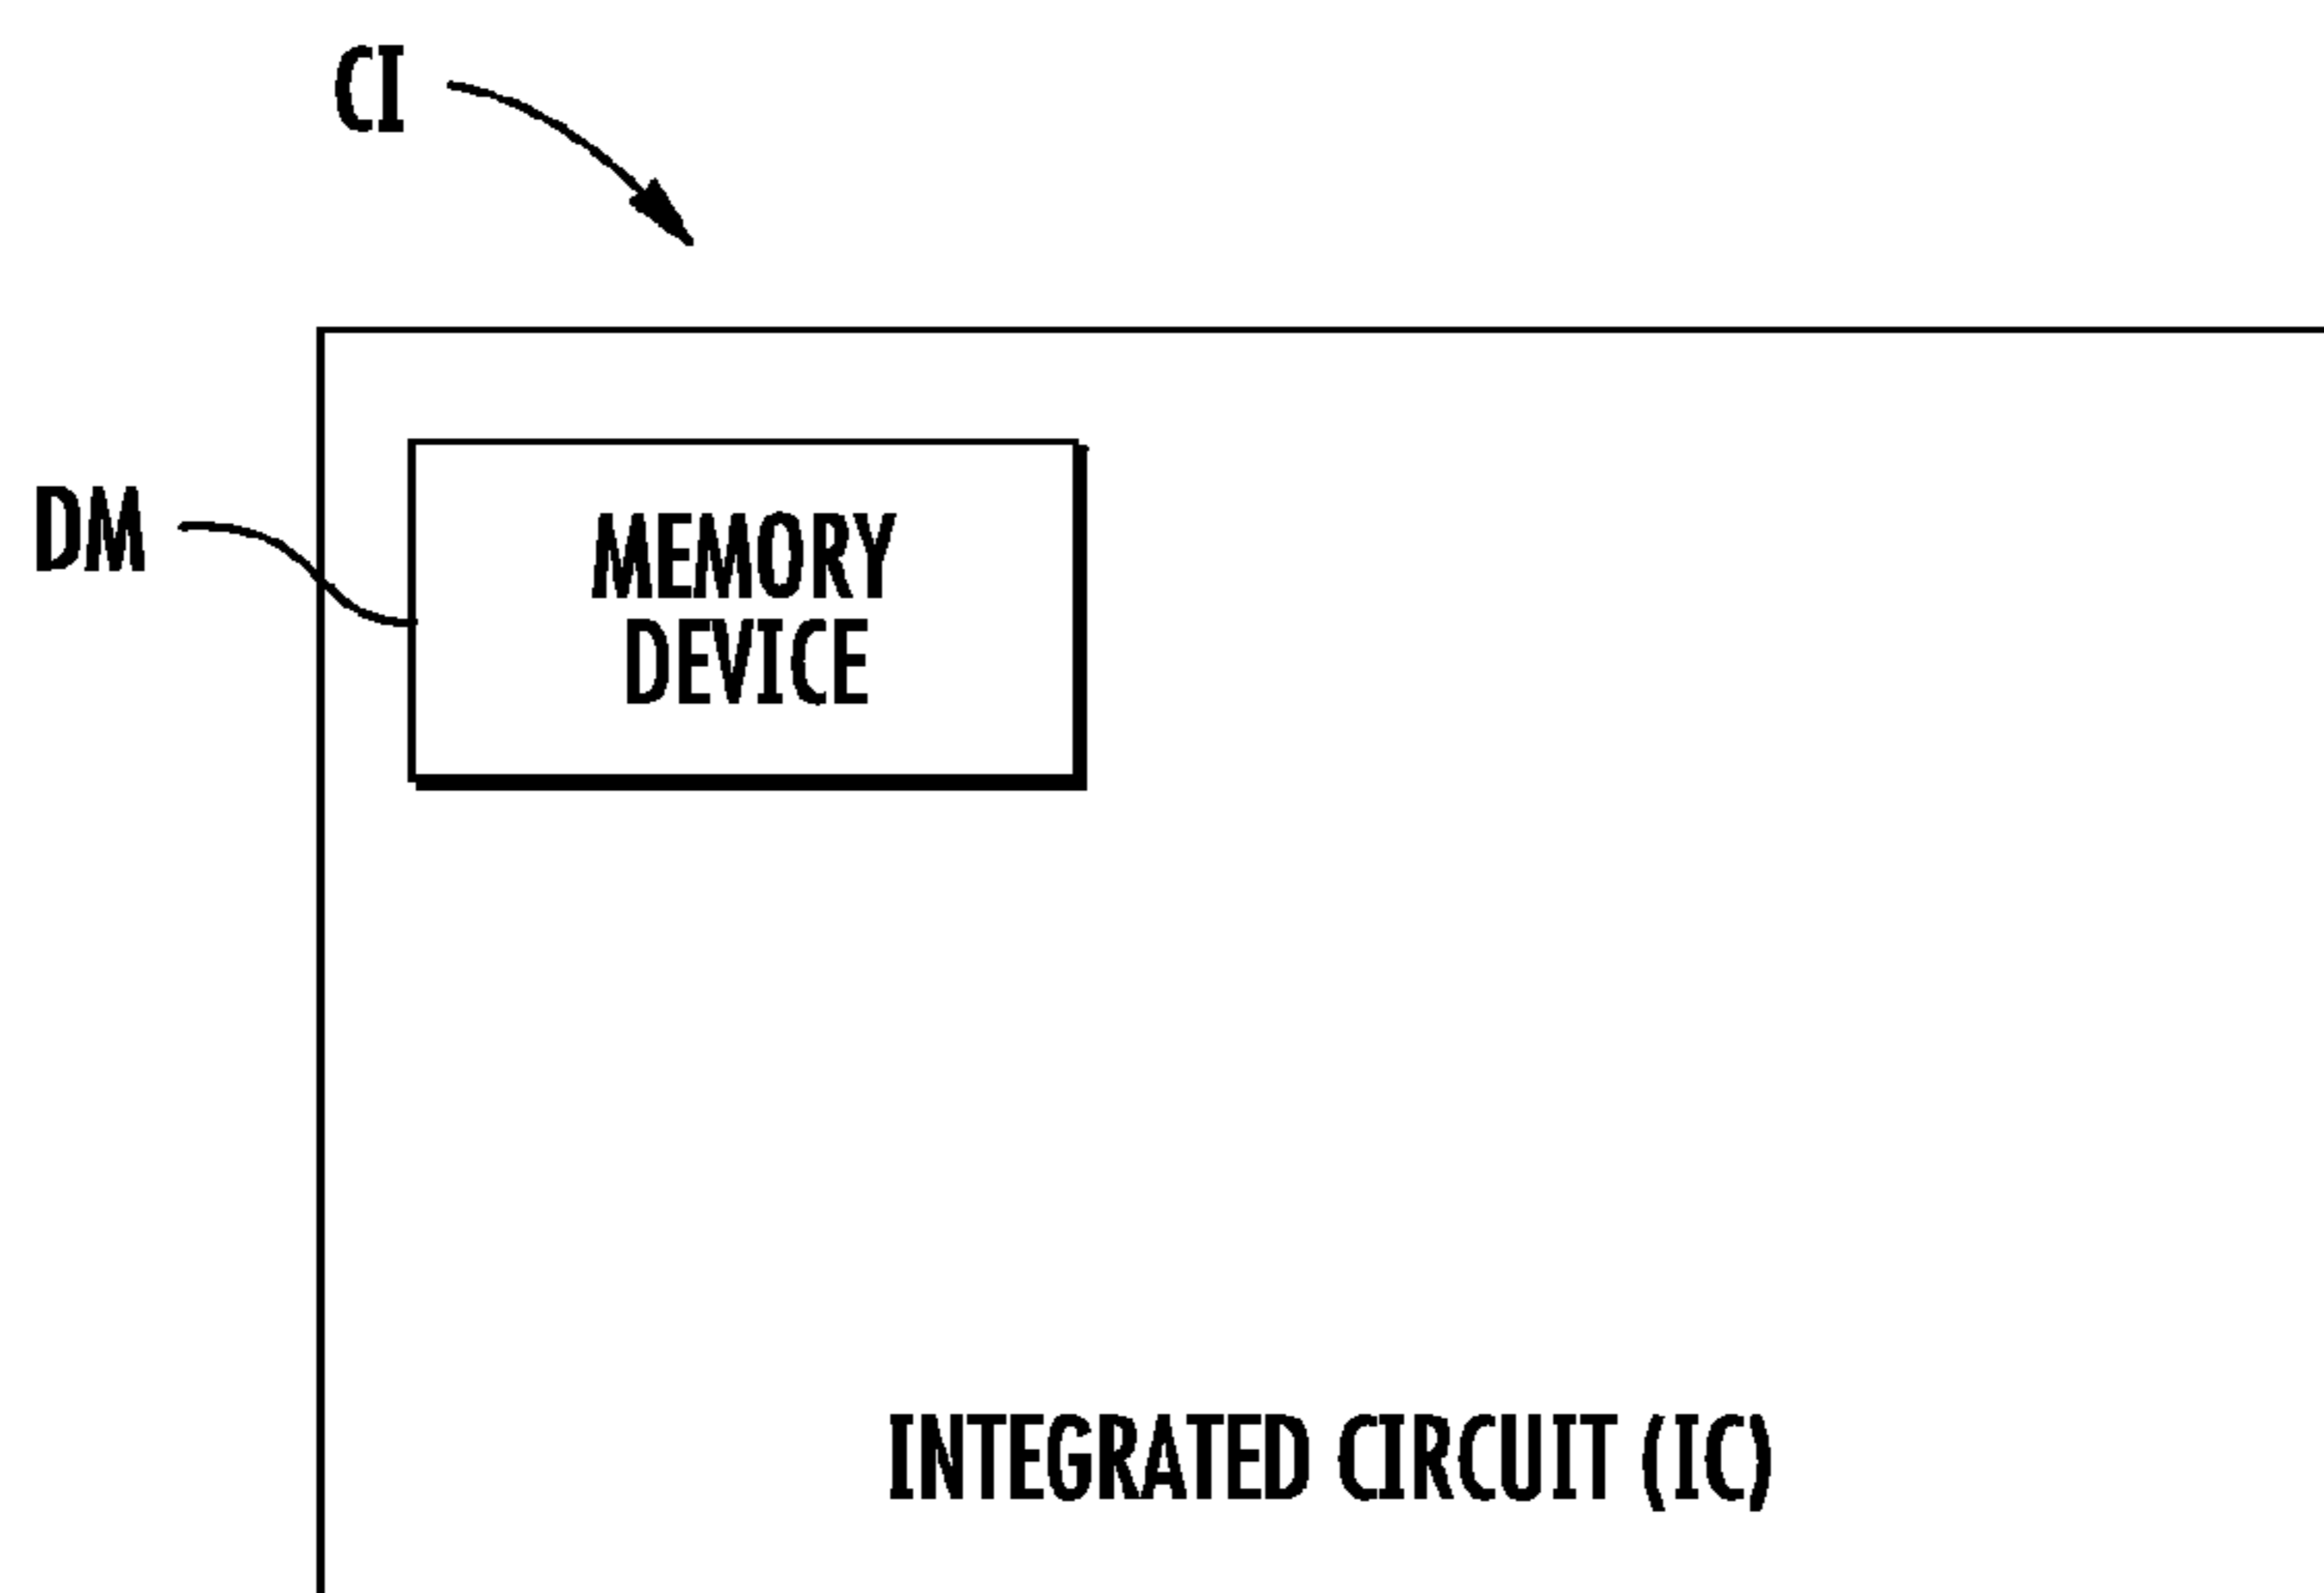 CI
DM
MEMORY
DEVICE
INTEGRATED CIRCUIT (IC)